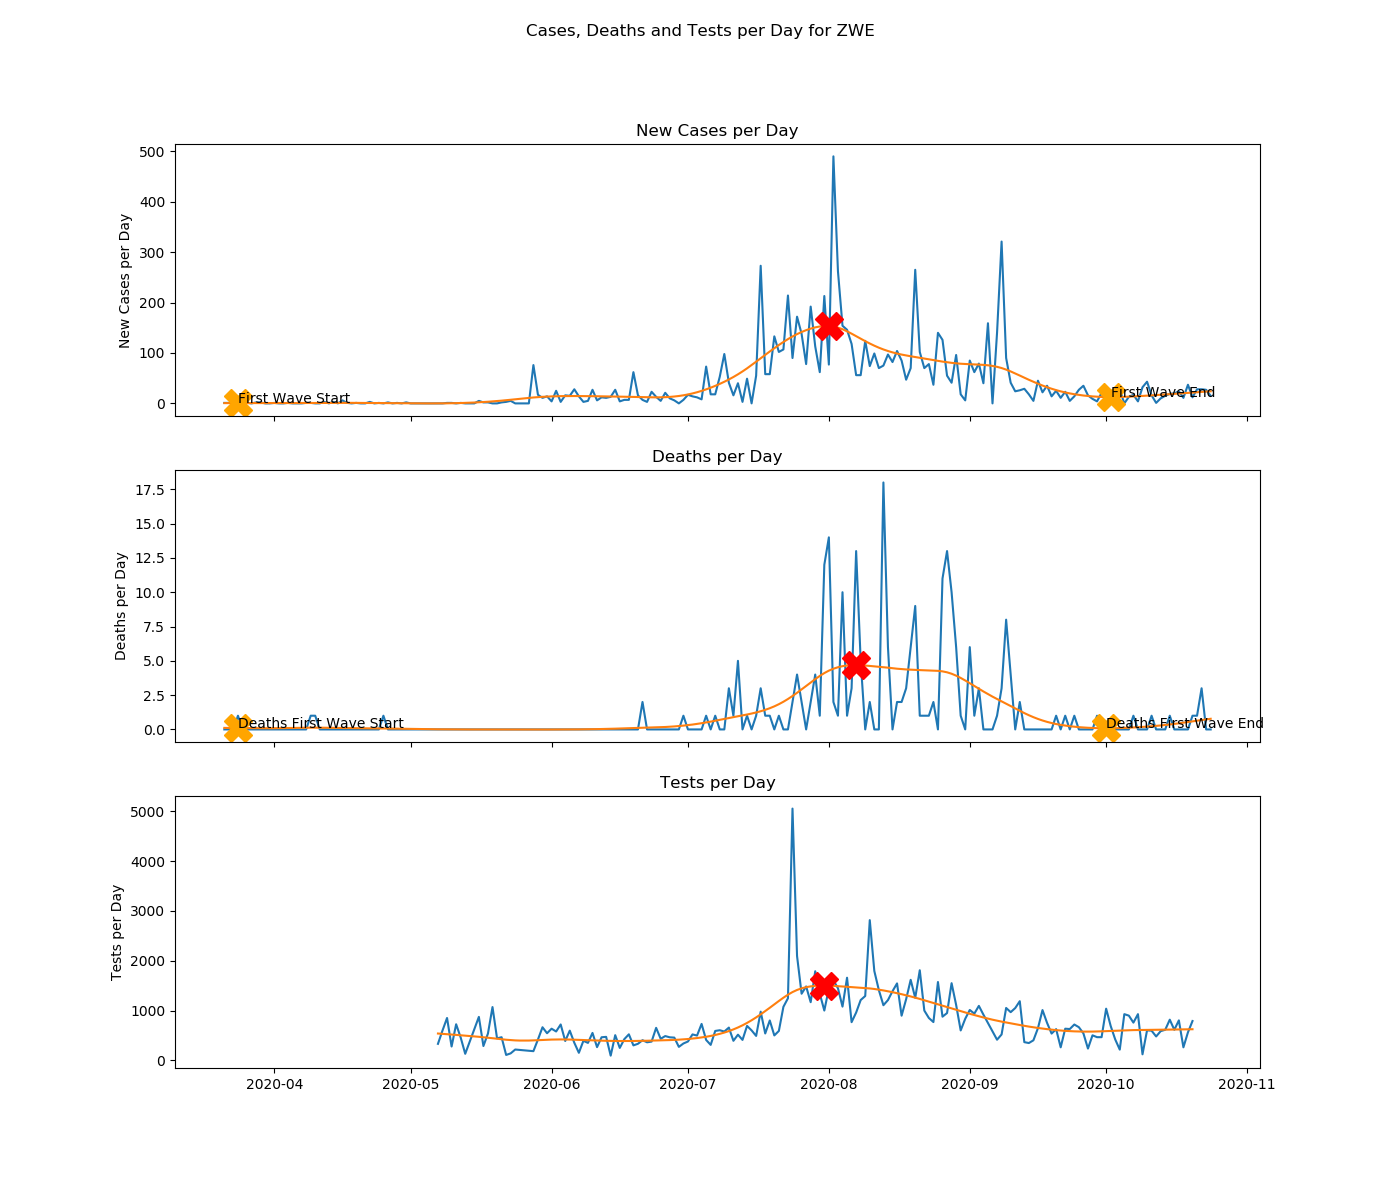 Cases, Deaths and Tests per Day for ZWE
New Cases per Day
New Cases per Day
500
400
300
200
100
0
First Wave Start
First Wave End
Deaths per Day
Deaths per Day
17.5
15.0
12.5
10.0
7.5
5.0
2.5
0.0
Deaths First Wave Start
Deaths First Wave End
Tests per Day
Tests per Day
5000
4000
3000
2000
1000
0
2020-04 2020-05 2020-06 2020-07 2020-08 2020-09 2020-10 2020-11